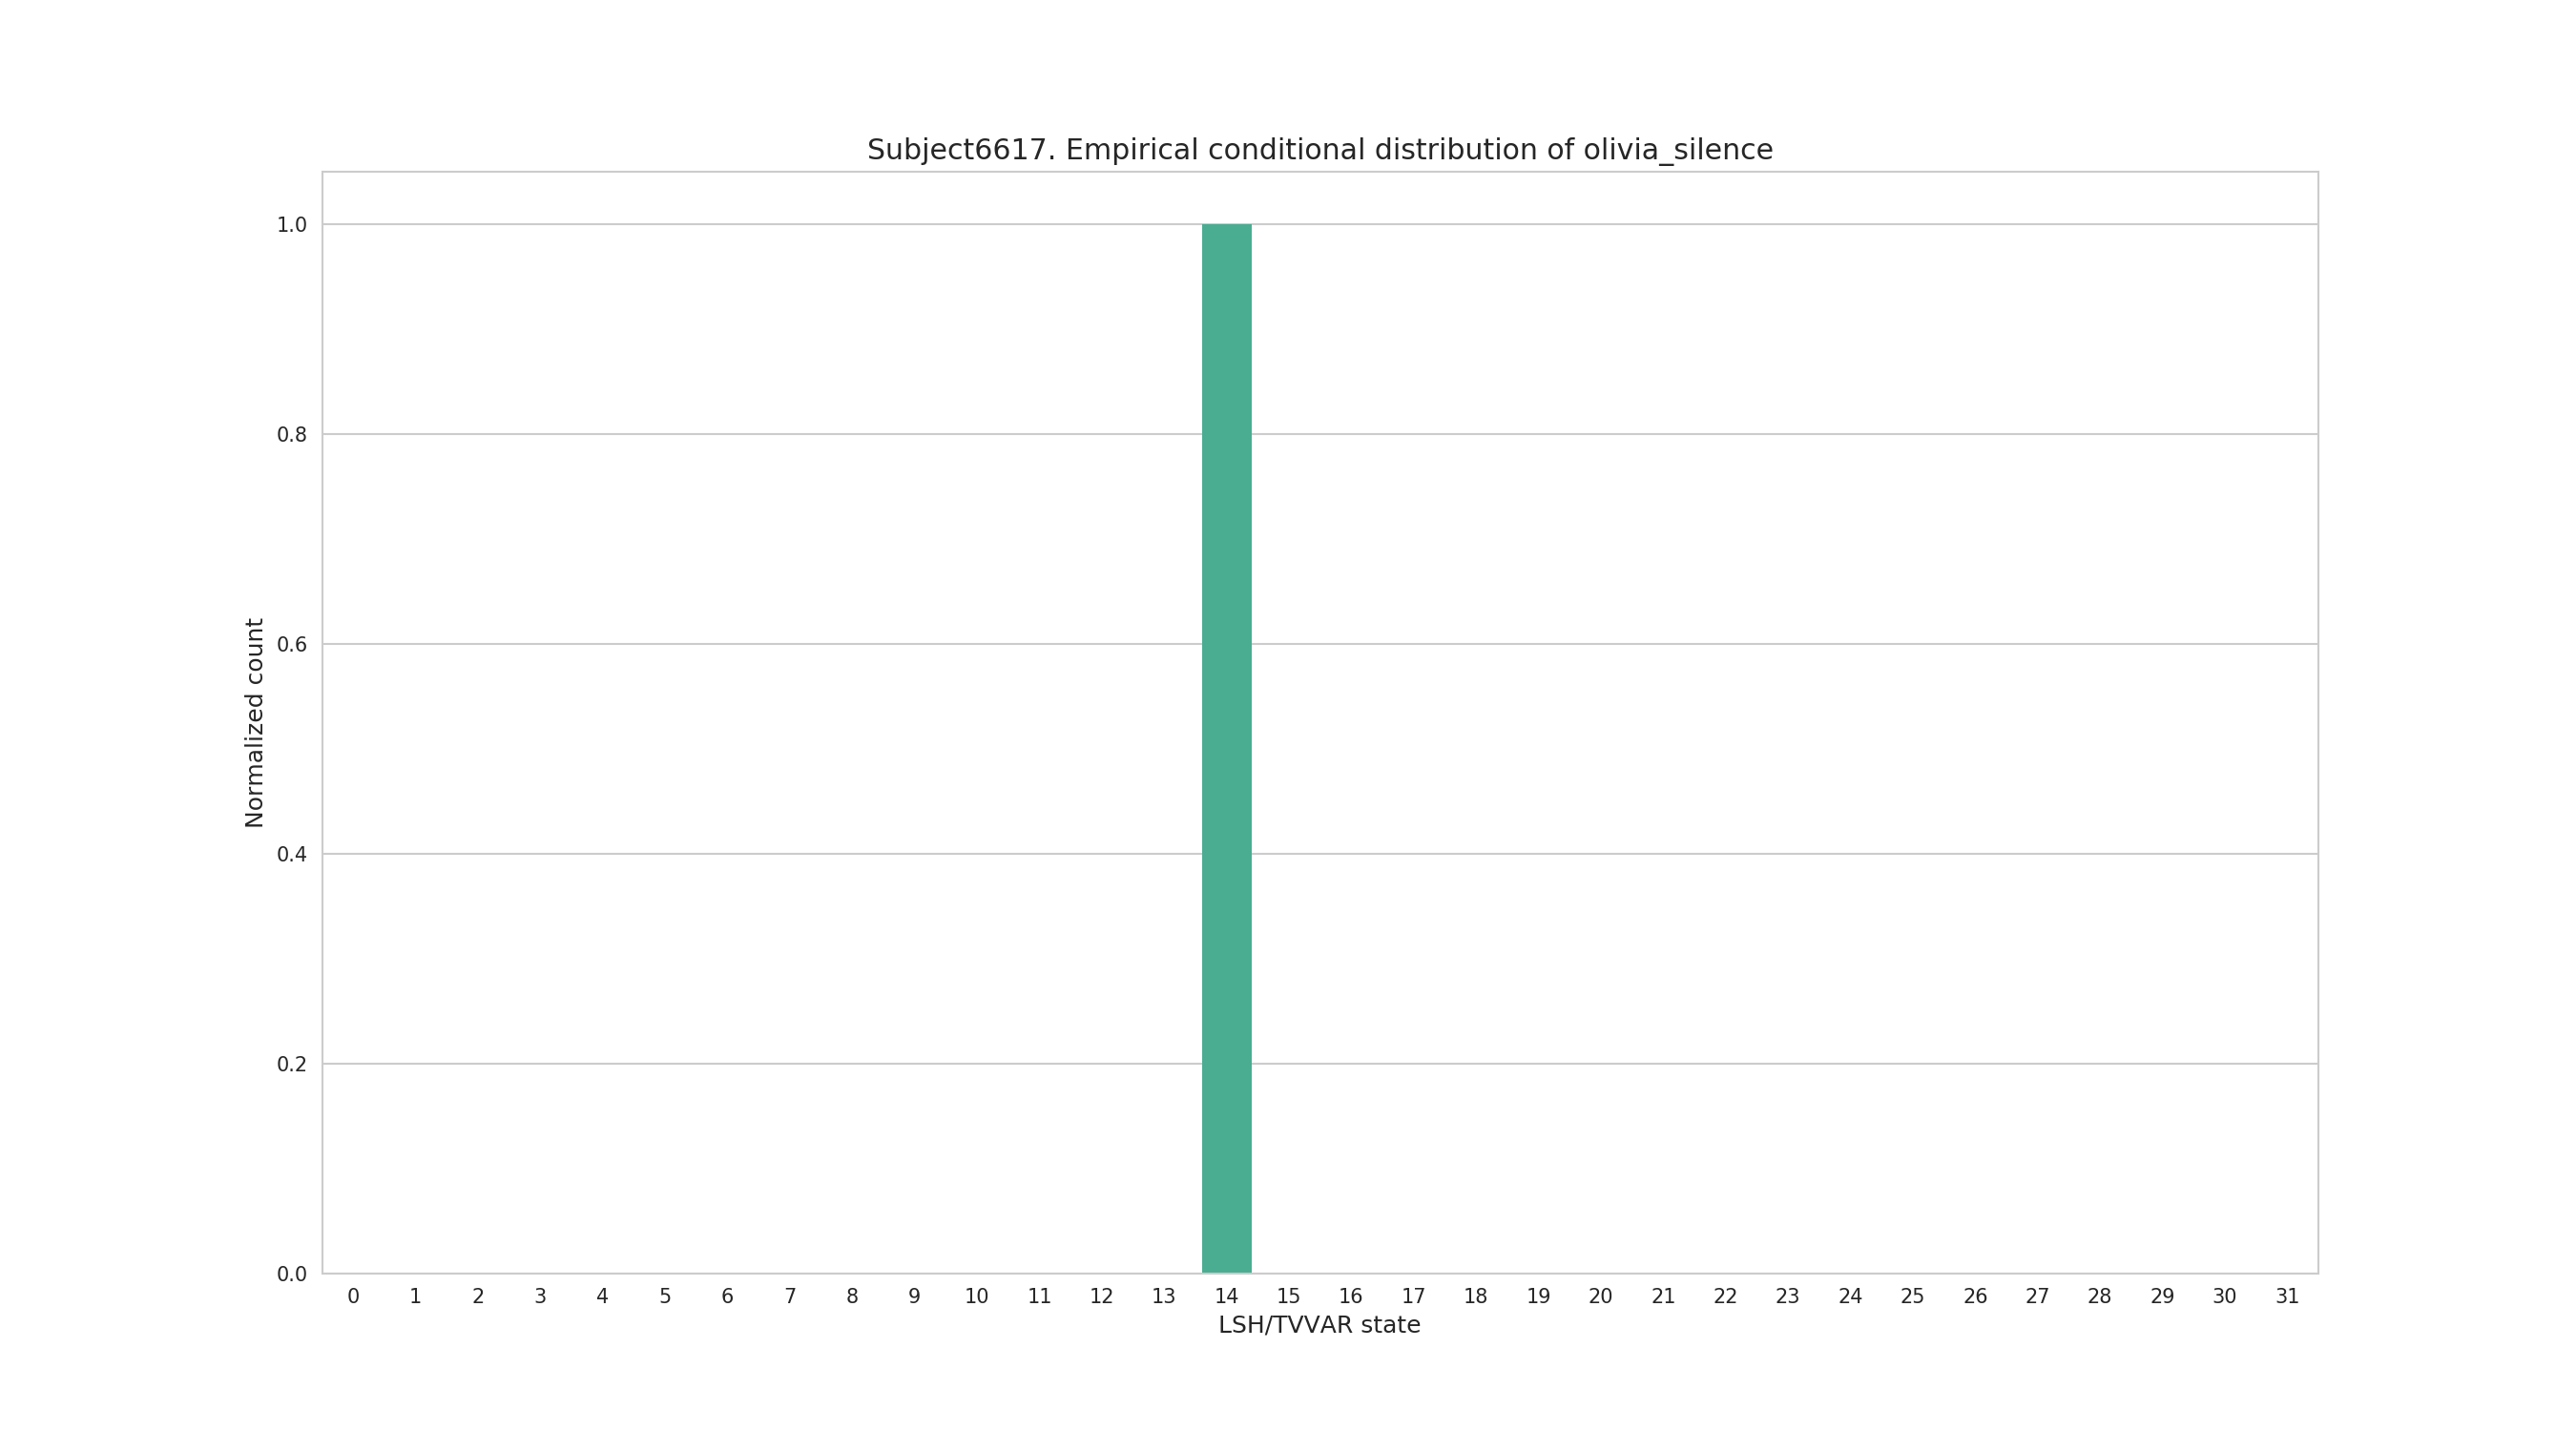 Subject6617. Empirical conditional distribution of olivia_silence
Normalized count
1.0
0.8
0.6
0.4
0.2
0.0
0 1 2 3 4 5 6 7 8 9 10 11 12 13 14 15 16 17 18 19 20 21 22 23 24 25 26 27 28 29 30 31
LSH/TVVAR state